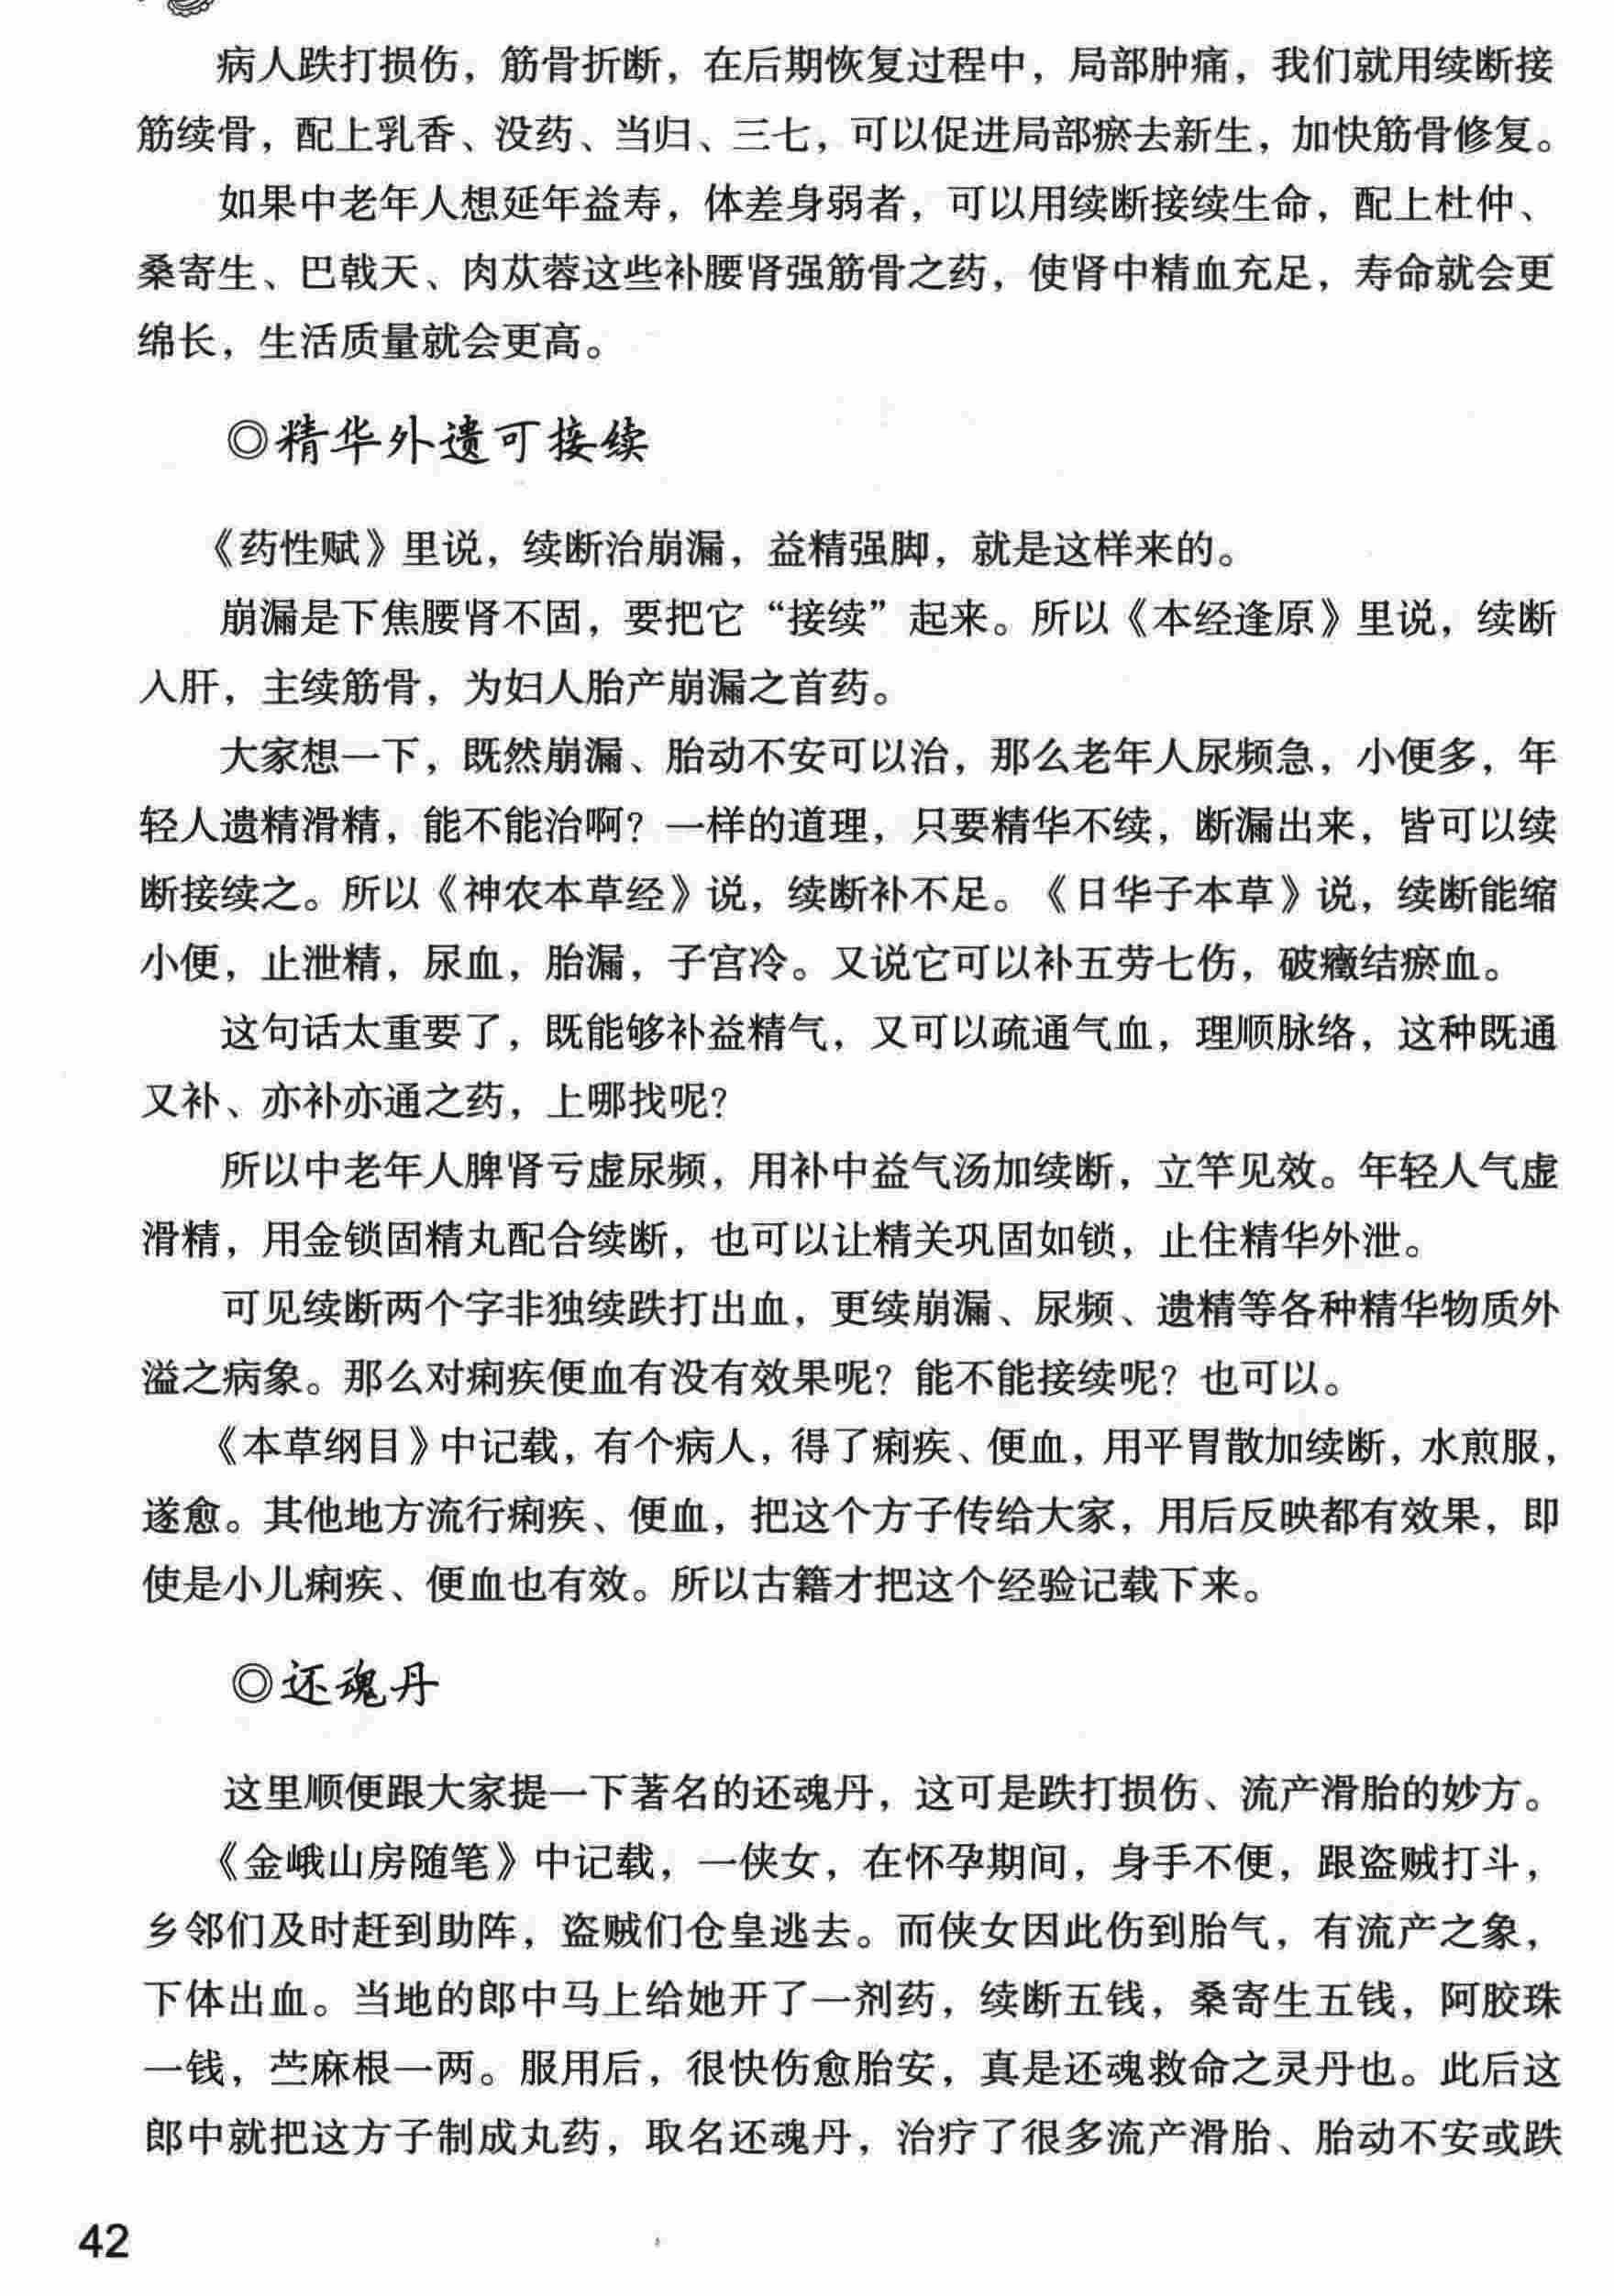 病人跌打损伤，筋骨折断，在后期恢复过程中，局部肿痛，我们就用续断接
筋续骨，配上乳香、没药、当归、三七，可以促进局部瘀去新生，加快筋骨修复。
如果中老年人想延年益寿，体差身弱者，可以用续断接续生命，配上杜仲、
桑寄生、巴戟天、肉苁蓉这些补腰肾强筋骨之药，使肾中精血充足，寿命就会更
绵长，生活质量就会更高。
◎精华外遗可接续
《药性赋》里说，续断治崩漏，益精强脚，就是这样来的。
崩漏是下焦腰肾不固，要把它“接续”起来。所以《本经逢原》里说，续断
入肝，主续筋骨，为妇人胎产崩漏之首药。
大家想一下，既然崩漏、胎动不安可以治，那么老年人尿频急，小便多，年
轻人遗精滑精，能不能治啊？一样的道理，只要精华不续，断漏出来，皆可以续
断接续之。所以《神农本草经》说，续断补不足。《日华子本草》说，续断能缩
小便，止泄精，尿血，胎漏，子宫冷。又说它可以补五劳七伤，破癥结瘀血。
这句话太重要了，既能够补益精气，又可以疏通气血，理顺脉络，这种既通
又补、亦补亦通之药，上哪找呢？
所以中老年人脾肾亏虚尿频，用补中益气汤加续断，立竿见效。年轻人气虚
滑精，用金锁固精丸配合续断，也可以让精关巩固如锁，止住精华外泄。
可见续断两个字非独续跌打出血，更续崩漏、尿频、遗精等各种精华物质外
溢之病象。那么对痢疾便血有没有效果呢？能不能接续呢？也可以。
《本草纲目》中记载，有个病人，得了痢疾、便血，用平胃散加续断，水煎服，
遂愈。其他地方流行痢疾、便血，把这个方子传给大家，用后反映都有效果，即
使是小儿痢疾、便血也有效。所以古籍才把这个经验记载下来。
◎还魂丹
这里顺便跟大家提一下著名的还魂丹，这可是跌打损伤、流产滑胎的妙方。
《金峨山房随笔》中记载，一侠女，在怀孕期间，身手不便，跟盗贼打斗，
乡邻们及时赶到助阵，盗贼们仓皇逃去。而侠女因此伤到胎气，有流产之象，
下体出血。当地的郎中马上给她开了一剂药，续断五钱，桑寄生五钱，阿胶珠
一钱，苎麻根一两。服用后，很快伤愈胎安，真是还魂救命之灵丹也。此后这
郎中就把这方子制成丸药，取名还魂丹，治疗了很多流产滑胎、胎动不安或跌
42